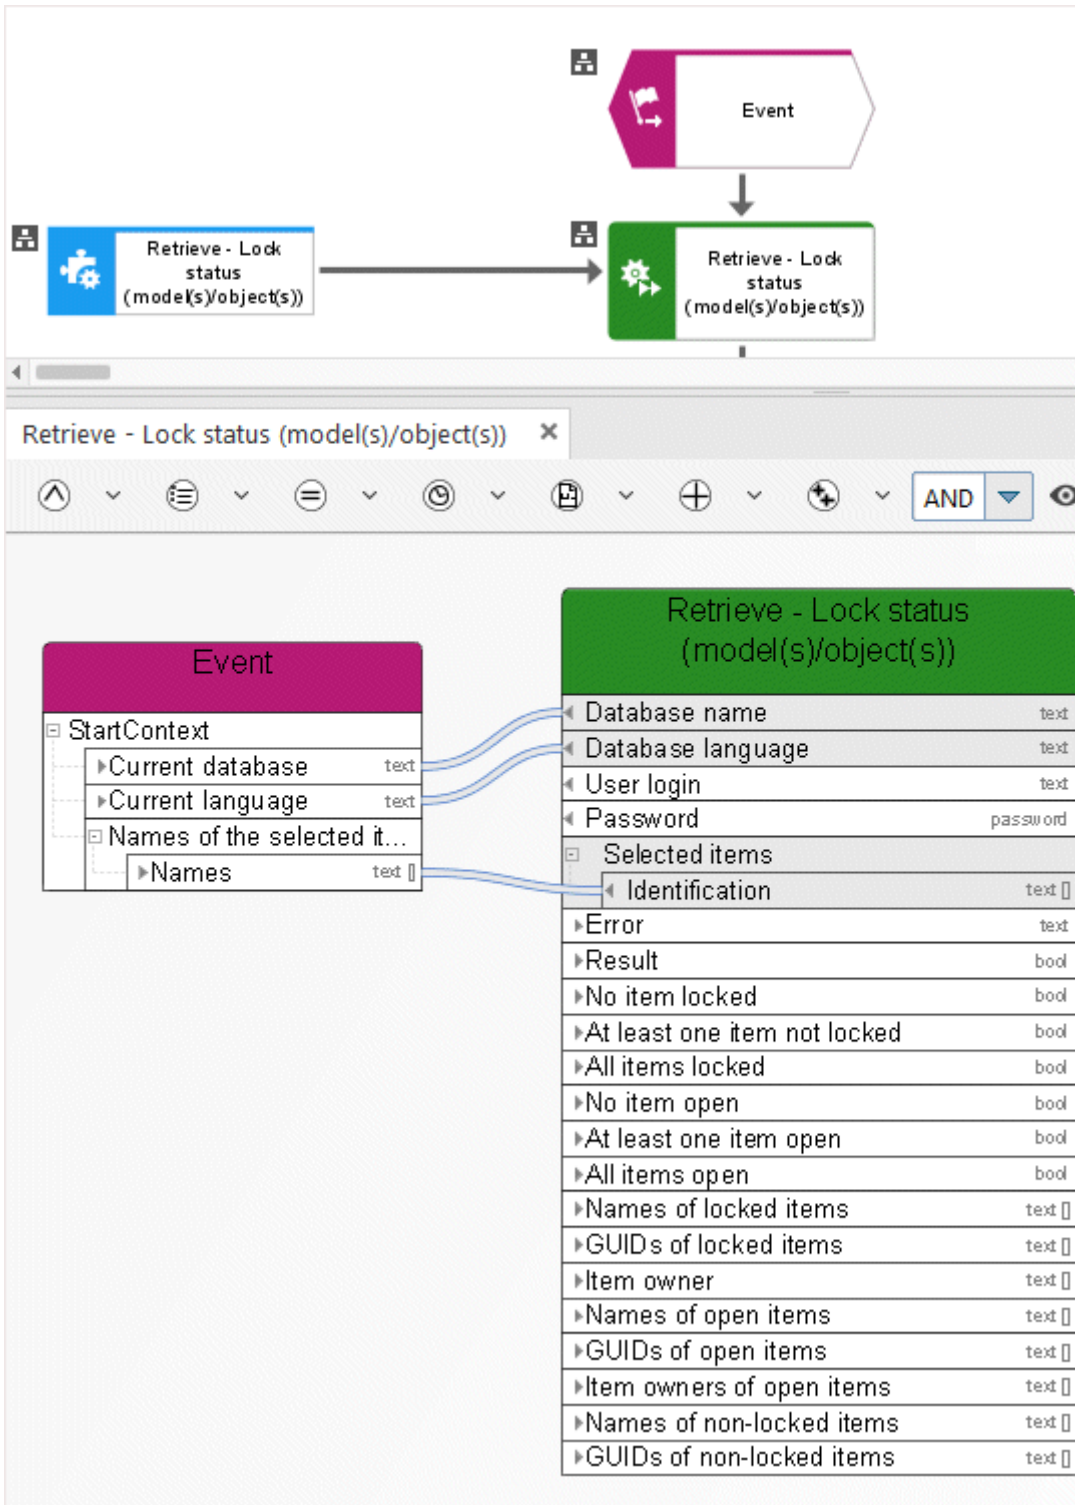 Event
Retrieve - Lock
status
(model(s)/object(s))
Retrieve - Lock
status
(model(s)/object(s))
Retrieve - Lock status (model(s)/object(s))
AND
Retrieve - Lock status
(model(s)/object(s))
Event
StartContext
Current database text
Current language text
Names of the selected it...
Names text []
Database name text
Database language text
User login text
Password password
Selected items
Identification text []
Error text
Result bool
No item locked bool
At least one item not locked bool
All items locked bool
No item open bool
At least one item open bool
All items open bool
Names of locked items text []
GUIDs of locked items text []
Item owner text []
Names of open items text []
GUIDs of open items text []
Item owners of open items text []
Names of non-locked items text []
GUIDs of non-locked items text []